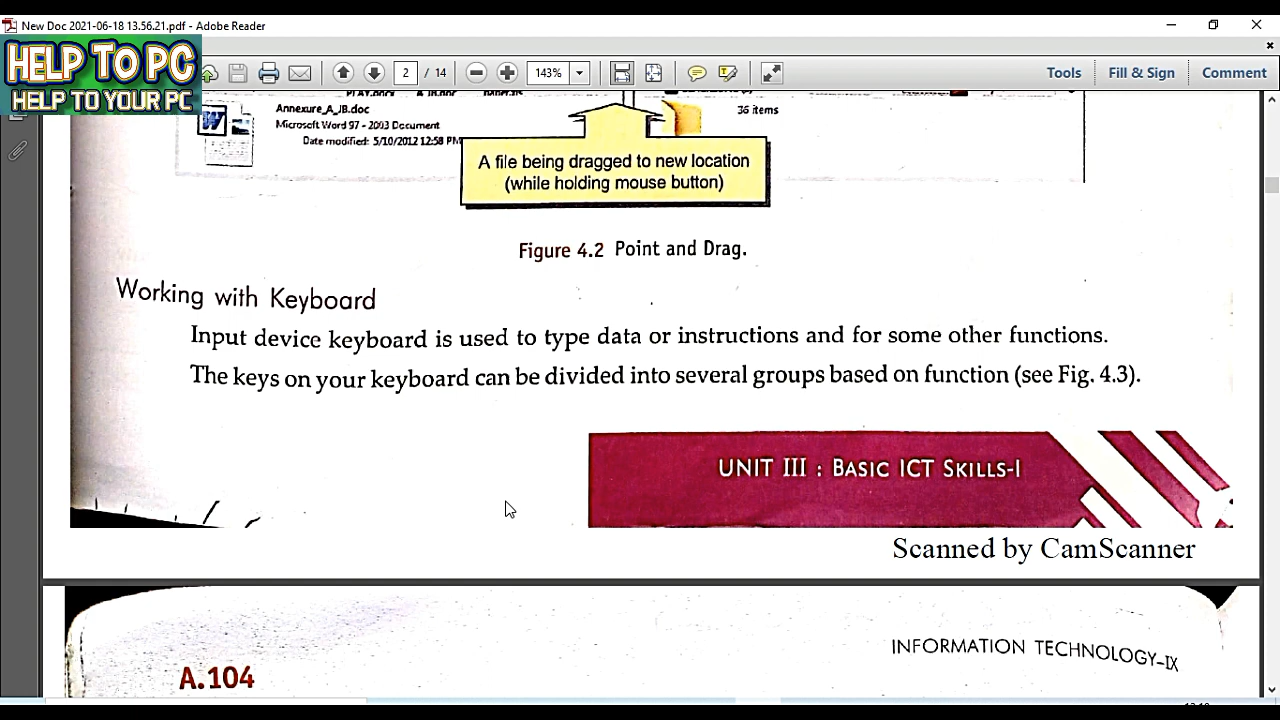 New Doc 2021-06-18 13.56.21.pdf - Adobe Reader
HELP TO PC
HELP TO YOUR PC
2 / 14
143%
Tools
Fill & Sign
Comment
Annexure_A_JB.doc
Microsoft Word 97 - 2003 Document
Date modified: 5/10/2012 12:58 PM
36 items
A file being dragged to new location
(while holding mouse button)
Figure 4.2 Point and Drag.
Working with Keyboard
Input device keyboard is used to type data or instructions and for some other functions.
The keys on your keyboard can be divided into several groups based on function (see Fig. 4.3).
UNIT III : BASIC ICT SKILLS-I
Scanned by CamScanner
INFORMATION TECHNOLOGY–IX
A.104